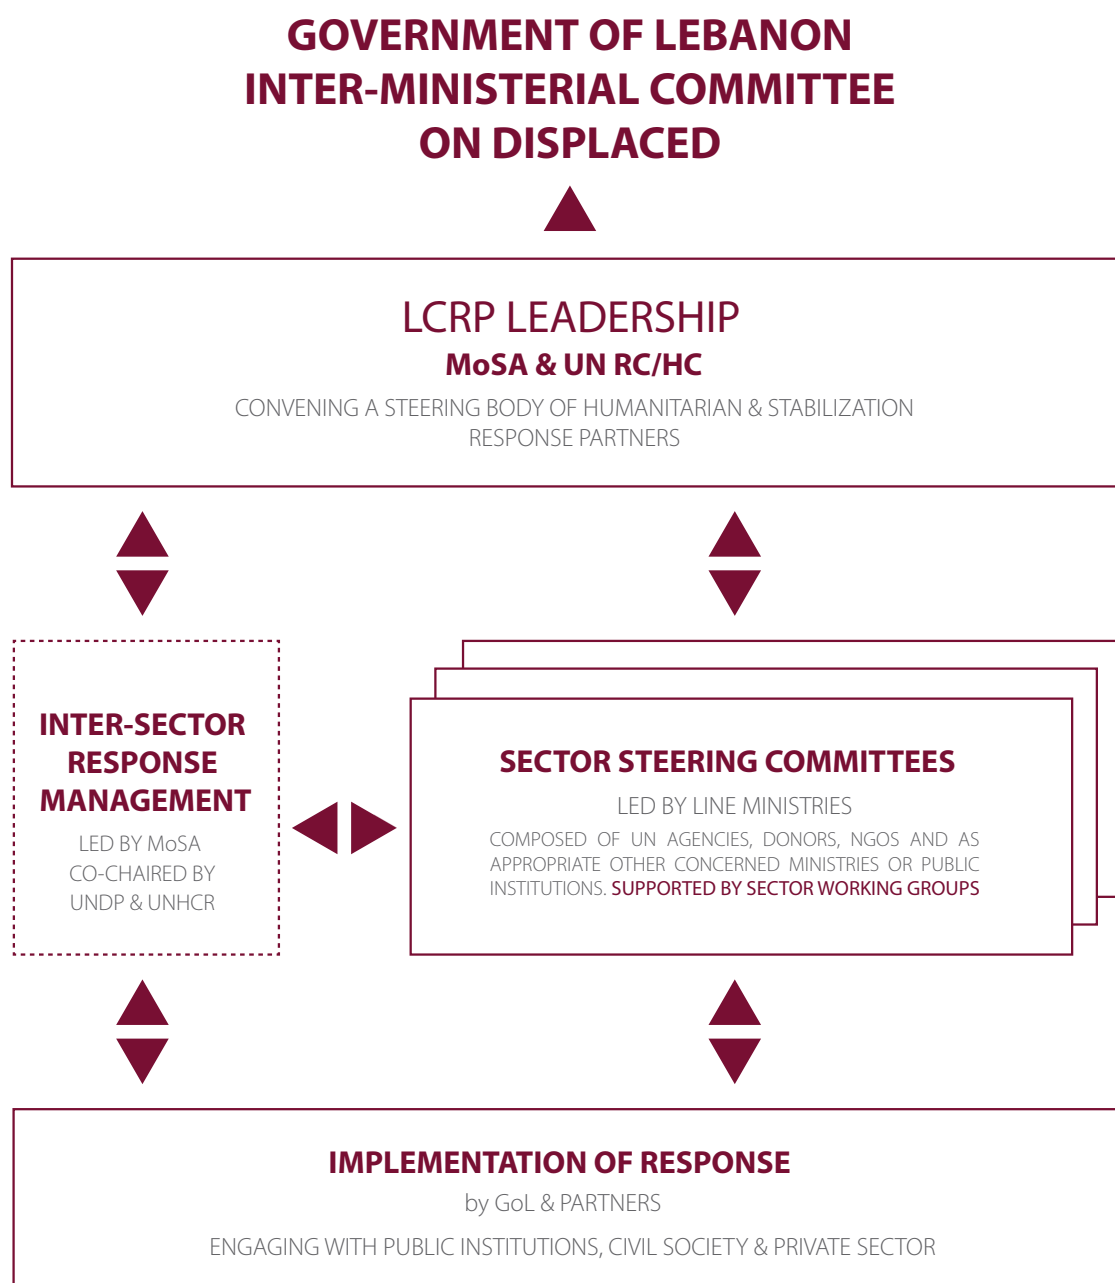 GOVERNMENT OF LEBANON
INTER-MINISTERIAL COMMITTEE
ON DISPLACED
LCRP LEADERSHIP
MoSA & UN RC/HC
CONVENING A STEERING BODY OF HUMANITARIAN & STABILIZATION
RESPONSE PARTNERS
INTER-SECTOR
RESPONSE
MANAGEMENT
LED BY MoSA
CO-CHAIRED BY
UNDP & UNHCR
SECTOR STEERING COMMITTEES
LED BY LINE MINISTRIES
COMPOSED OF UN AGENCIES, DONORS, NGOS AND AS
APPROPRIATE OTHER CONCERNED MINISTRIES OR PUBLIC
INSTITUTIONS. SUPPORTED BY SECTOR WORKING GROUPS
IMPLEMENTATION OF RESPONSE
by GoL & PARTNERS
ENGAGING WITH PUBLIC INSTITUTIONS, CIVIL SOCIETY & PRIVATE SECTOR